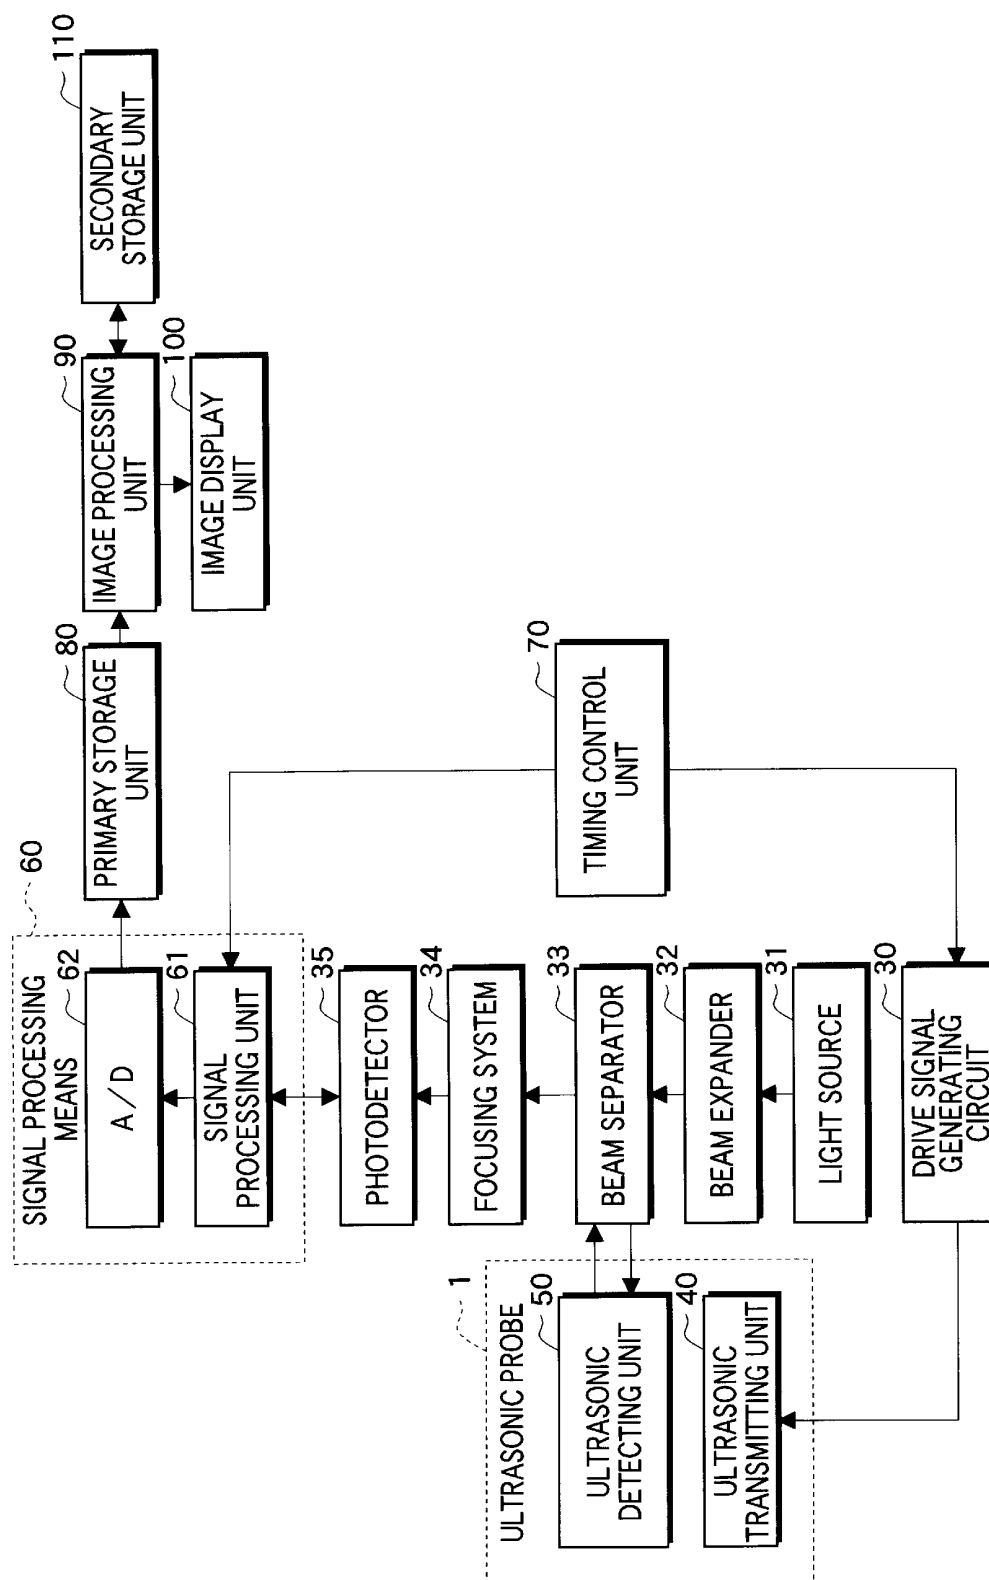 SIGNAL PROCESSING
MEANS
60
A/D
62
SIGNAL
PROCESSING UNIT
61
PRIMARY STORAGE
UNIT
80
IMAGE PROCESSING
UNIT
90
SECONDARY
STORAGE UNIT
110
IMAGE DISPLAY
UNIT
100
PHOTODETECTOR
35
FOCUSING SYSTEM
34
ULTRASONIC PROBE
1
ULTRASONIC
DETECTING UNIT
50
ULTRASONIC
TRANSMITTING UNIT
40
BEAM SEPARATOR
33
BEAM EXPANDER
32
LIGHT SOURCE
31
DRIVE SIGNAL
GENERATING
CIRCUIT
30
TIMING CONTROL
UNIT
70